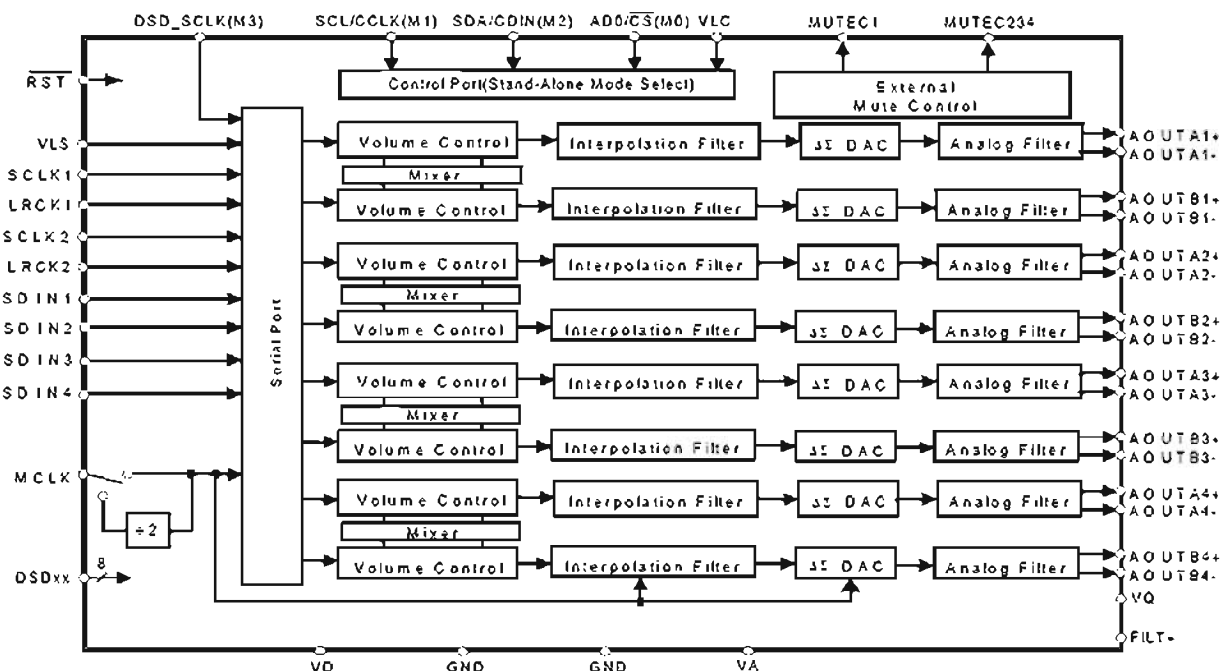 DSD_SCLK(M3) SCL/CCLK(M1) SDA/CDIN(M2) AD0/CS(M0) VLC MUTEC1 MUTEC234
RST
Control Port(Stand-Alone Mode Select)
External
Mute Control
VLS
SCLK1
LRCK1
SCLK2
LRCK2
SDIN1
SDIN2
SDIN3
SDIN4
MCLK
÷2
DSDxx
8
Serial Port
Volume Control Interpolation Filter ΔΣ DAC Analog Filter AOUTA1+
AOUTA1-
Mixer
Volume Control Interpolation Filter ΔΣ DAC Analog Filter AOUTB1+
AOUTB1-
Volume Control Interpolation Filter ΔΣ DAC Analog Filter AOUTA2+
AOUTA2-
Mixer
Volume Control Interpolation Filter ΔΣ DAC Analog Filter AOUTB2+
AOUTB2-
Volume Control Interpolation Filter ΔΣ DAC Analog Filter AOUTA3+
AOUTA3-
Mixer
Volume Control Interpolation Filter ΔΣ DAC Analog Filter AOUTB3+
AOUTB3-
Volume Control Interpolation Filter ΔΣ DAC Analog Filter AOUTA4+
AOUTA4-
Mixer
Volume Control Interpolation Filter ΔΣ DAC Analog Filter AOUTB4+
AOUTB4-
VQ
FILT+
VD GND GND VA